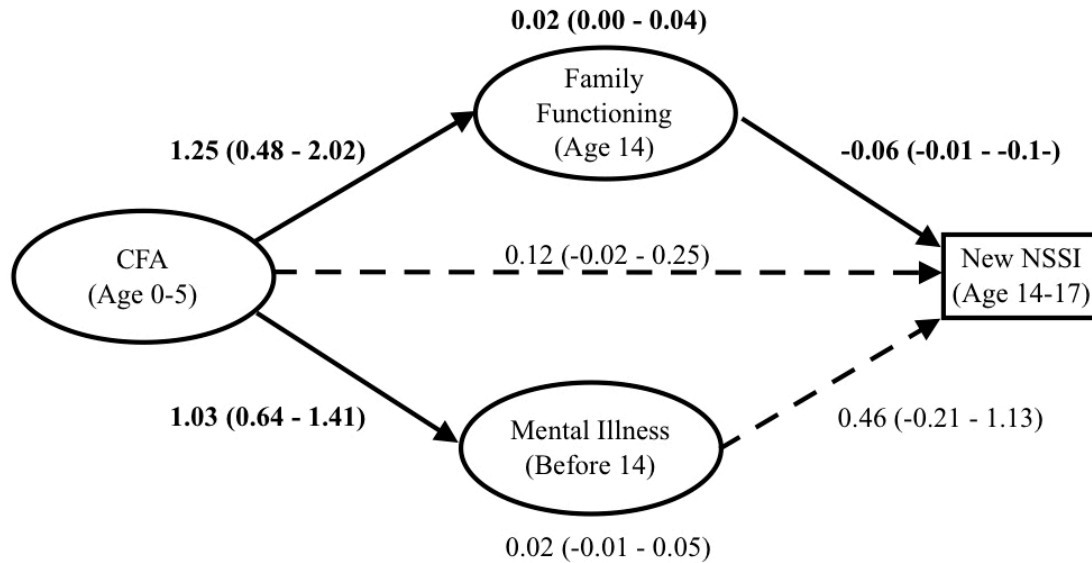 0.02 (0.00 - 0.04)
Family
Functioning
(Age 14)
1.25 (0.48 - 2.02)
-0.06 (-0.01 - -0.1-)
CFA
(Age 0-5)
0.12 (-0.02 - 0.25)
New NSSI
(Age 14-17)
1.03 (0.64 - 1.41)
Mental Illness
(Before 14)
0.46 (-0.21 - 1.13)
0.02 (-0.01 - 0.05)